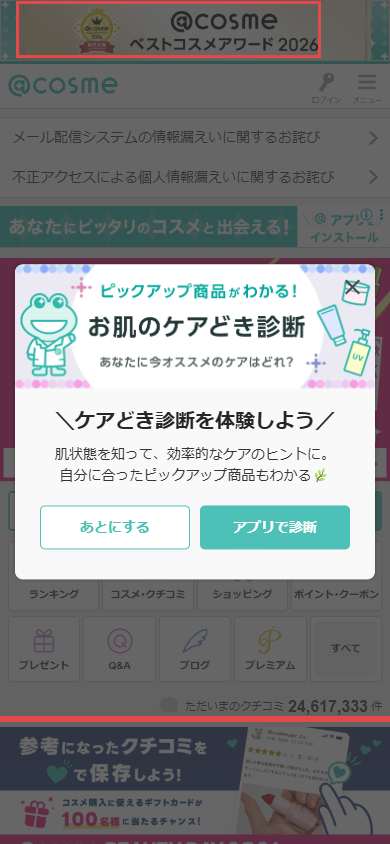 @cosme
ベストコスメアワード 2026
@cosme
ログイン
メニュー
メール配信システムの情報漏えいに関するお詫び
不正アクセスによる個人情報漏えいに関するお詫び
あなたにピッタリのコスメと出会える!
インストール
ピックアップ商品がわかる!
お肌のケアどき診断
あなたに今オススメのケアはどれ?
UV
＼ケアどき診断を体験しよう／
肌状態を知って、効率的なケアのヒントに。
自分に合ったピックアップ商品もわかる
あとにする
アプリで診断
ランキング
コスメ・クチコミ
ショッピング
ポイント・クーポン
プレゼント
Q&A
ブログ
プレミアム
すべて
ただいまのクチコミ 24,617,333 件
参考になったクチコミを
で保存しよう!
コスメ購入に使えるギフトカードが
100名様に当たるチャンス!